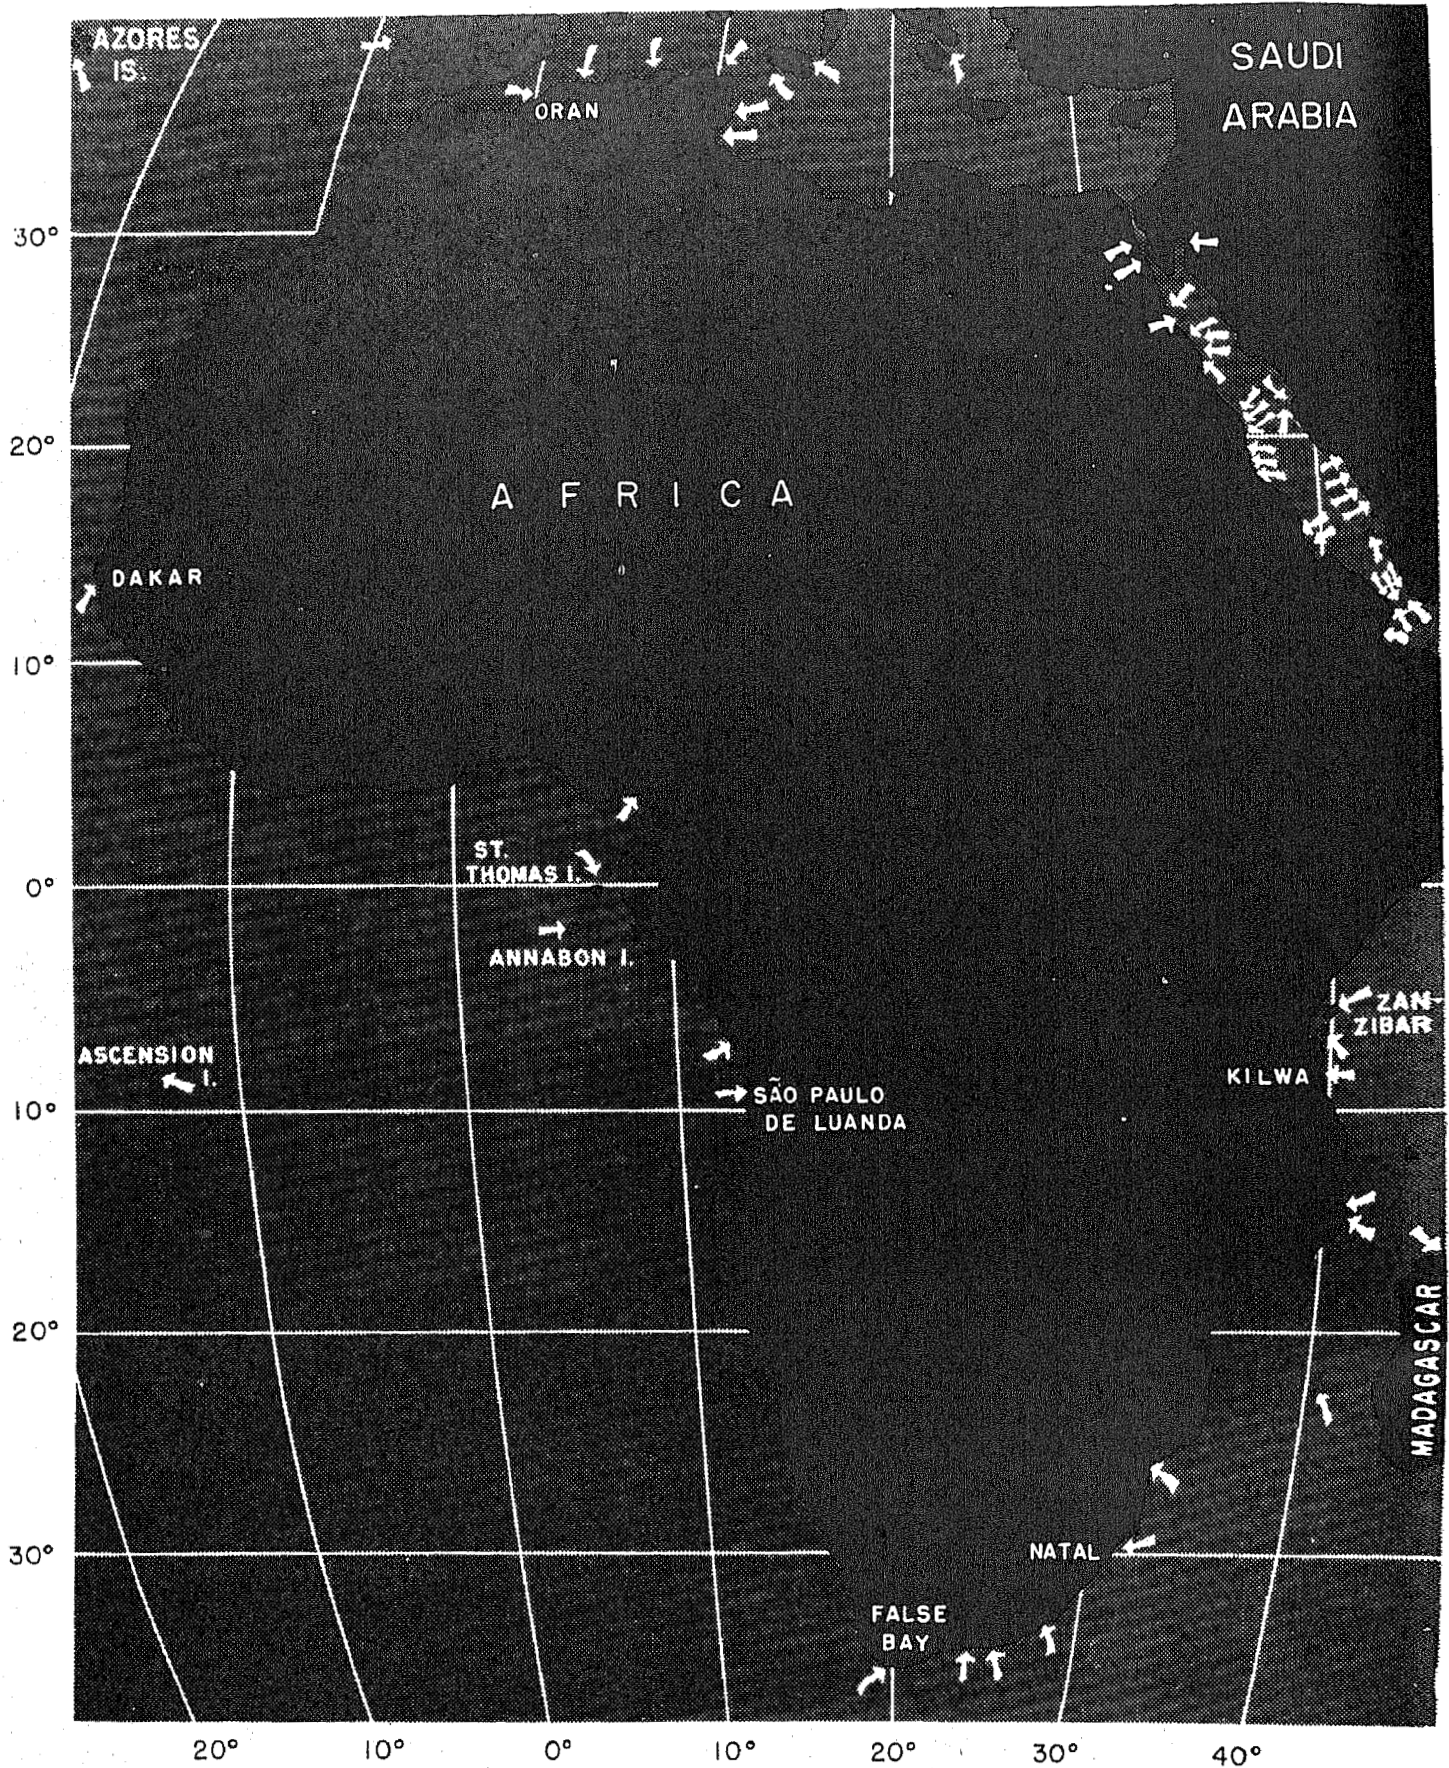 AZORES
IS.
SAUDI
ARABIA
ORAN
30°
20°
AFRICA
DAKAR
10°
ST.
THOMAS I.
0°
ANNABON I.
ZAN
ZIBAR
ASCENSION
I.
KILWA
SÃO PAULO
DE LUANDA
10°
20°
MADAGASCAR
30°
NATAL
FALSE
BAY
20°
10°
0°
10°
20°
30°
40°